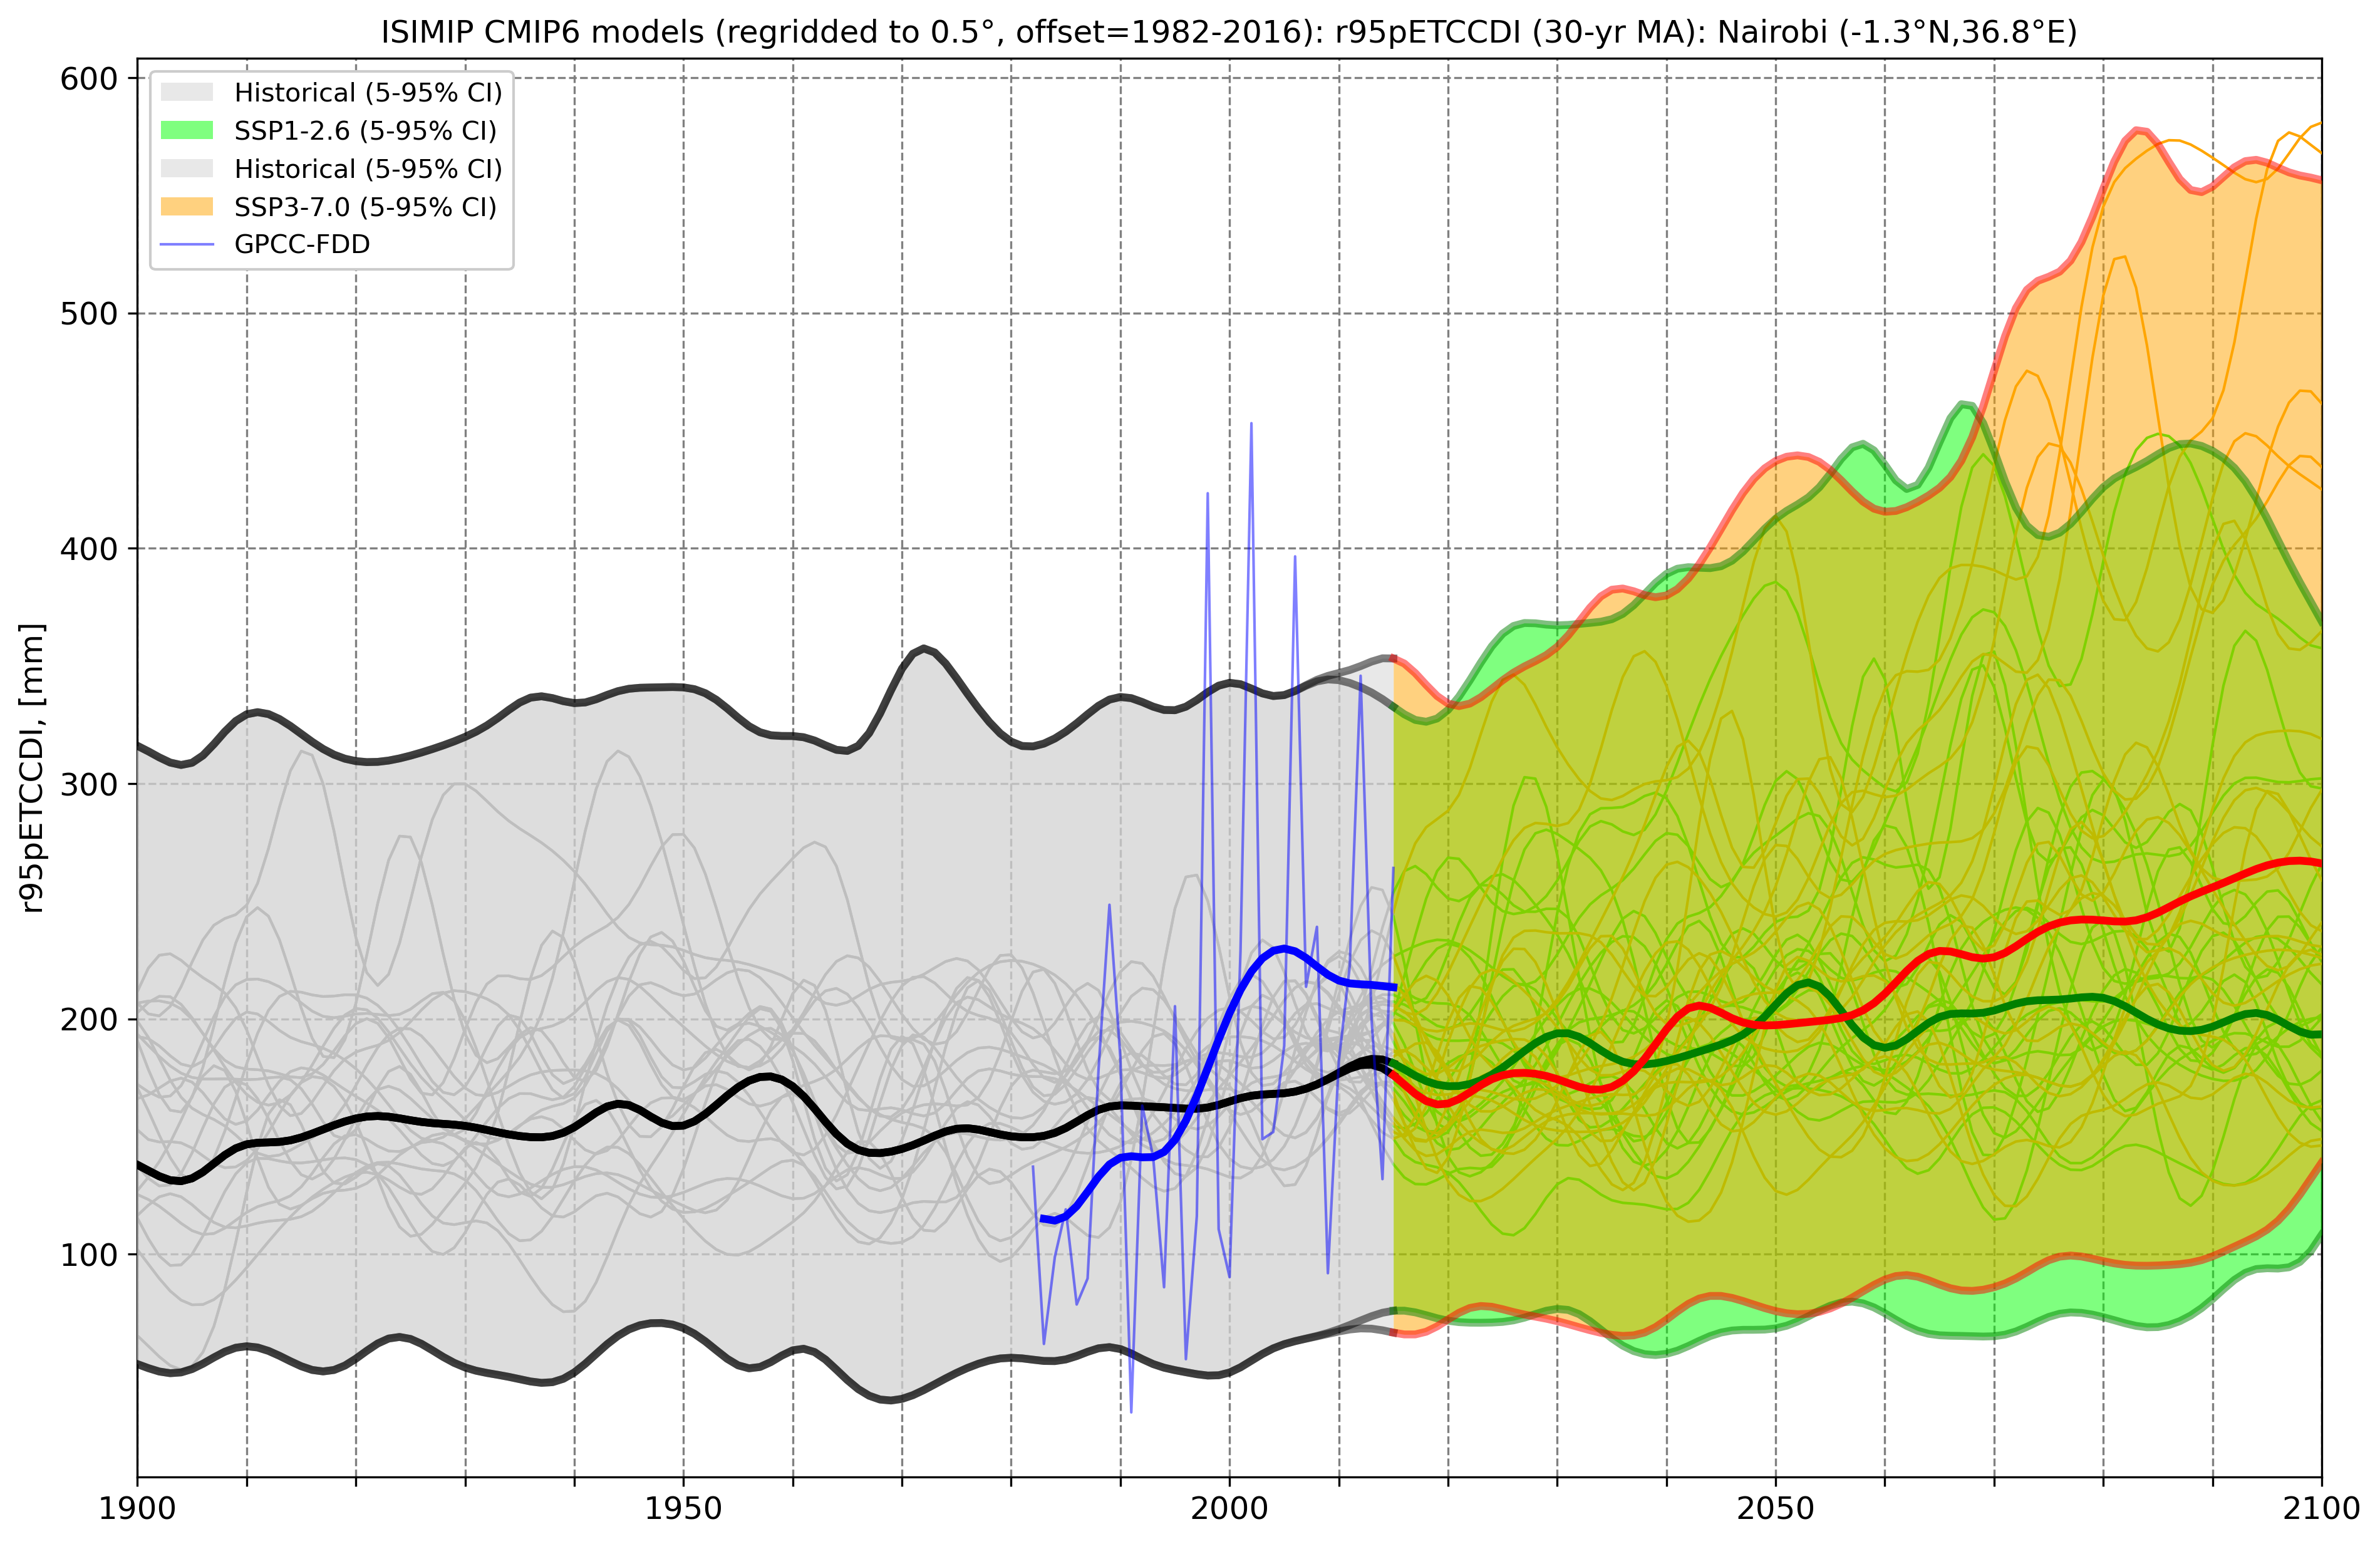 ISIMIP CMIP6 models (regridded to 0.5°, offset=1982-2016): r95pETCCDI (30-yr MA): Nairobi (-1.3°N,36.8°E)
Historical (5-95% CI)
SSP1-2.6 (5-95% CI)
Historical (5-95% CI)
SSP3-7.0 (5-95% CI)
GPCC-FDD
r95pETCCDI, [mm]
600
500
400
300
200
100
1900
1950
2000
2050
2100